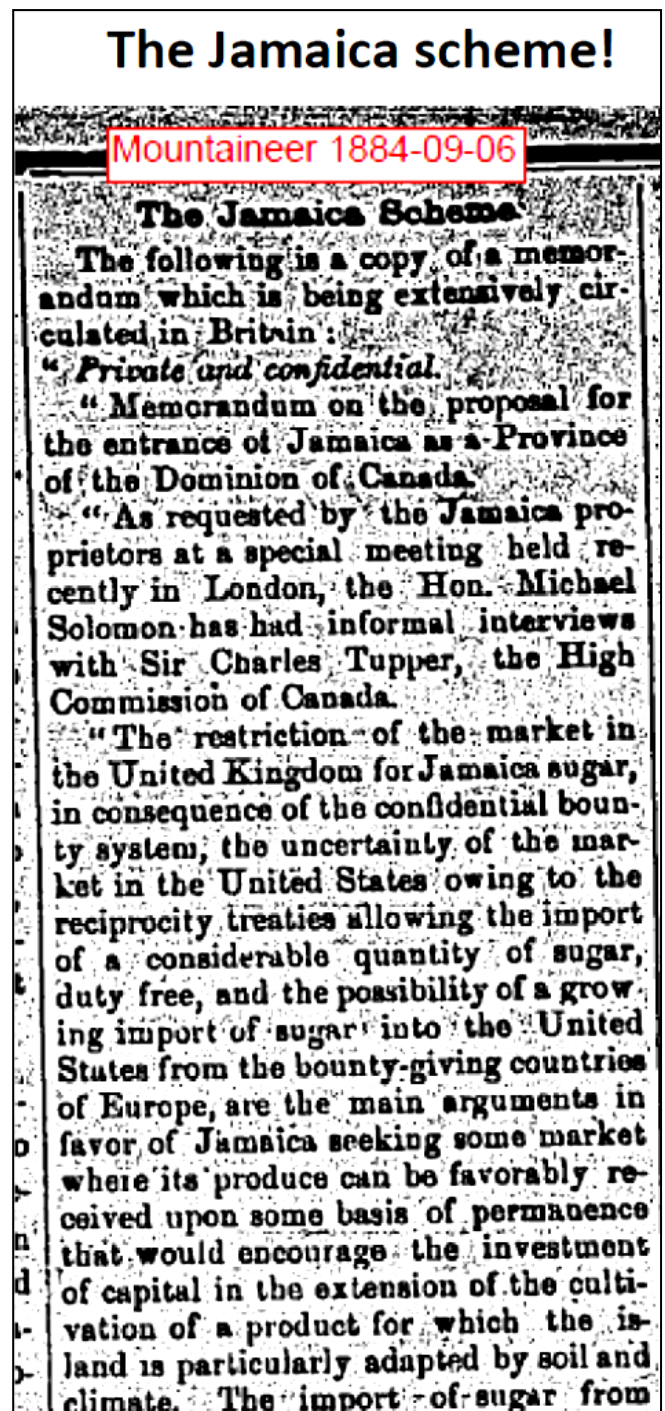 The Jamaica scheme!
Mountaineer 1884-09-06
The Jamaica Scheme
The following is a copy of a memor-
andum which is being extensively cir-
culated in Britain :
" Private and confidential.
" Memorandum on the proposal for
the entrance of Jamaica as a Province
of the Dominion of Canada.
" As requested by the Jamaica pro-
prietors at a special meeting held re-
cently in London, the Hon. Michael
Solomon has had informal interviews
with Sir Charles Tupper, the High
Commission of Canada.
" The restriction of the market in
the United Kingdom for Jamaica sugar,
in consequence of the confidential boun-
ty system, the uncertainty of the mar-
ket in the United States owing to the
reciprocity treaties allowing the import
of a considerable quantity of sugar,
duty free, and the possibility of a grow-
ing import of sugar into the United
States from the bounty-giving countries
of Europe, are the main arguments in
favor of Jamaica seeking some market
where its produce can be favorably re-
ceived upon some basis of permanence
that would encourage the investment
of capital in the extension of the culti-
vation of a product for which the is-
land is particularly adapted by soil and
climate. The import of sugar from